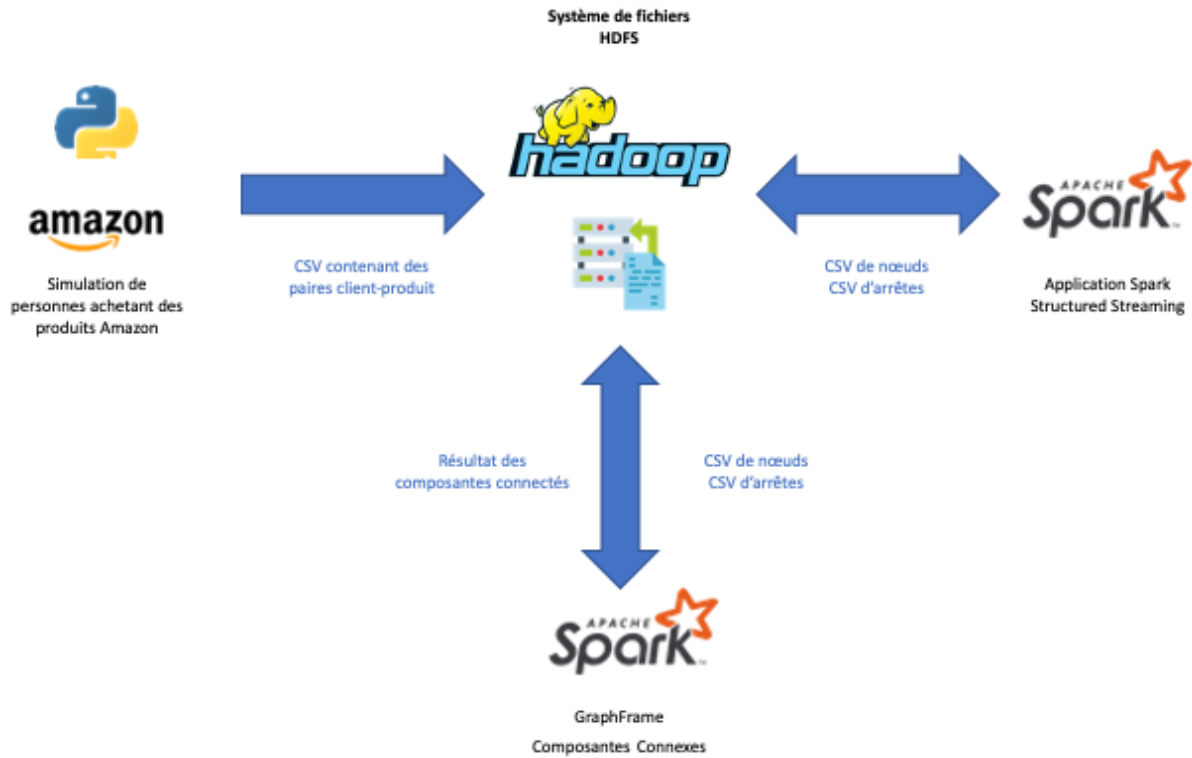 Système de fichiers
HDFS
hadoop
amazon
Simulation de
personnes achetant des
produits Amazon
CSV contenant des
paires client-produit
CSV de nœuds
CSV d'arrêtes
APACHE
Spark™
Application Spark
Structured Streaming
Résultat des
composantes connectés
CSV de nœuds
CSV d'arrêtes
APACHE
Spark™
GraphFrame
Composantes Connexes